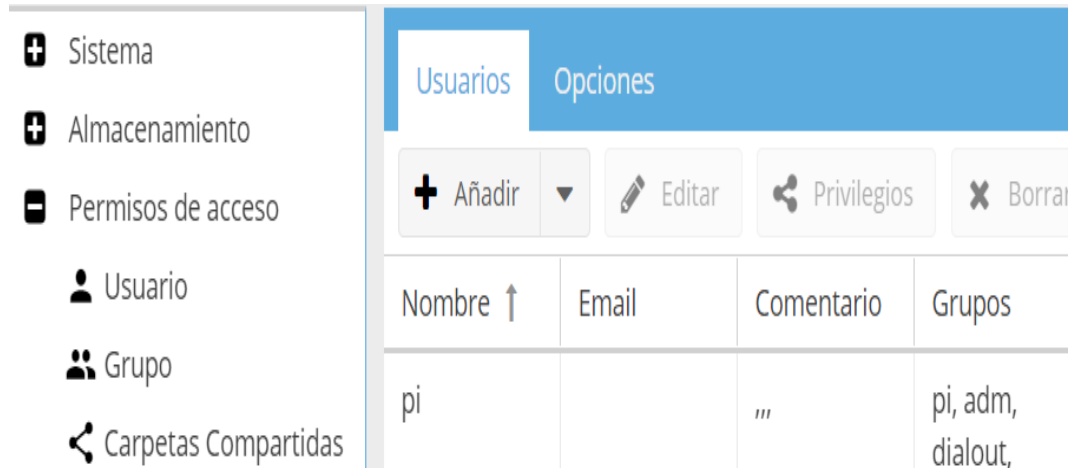 Sistema
Almacenamiento
Permisos de acceso
Usuario
Grupo
Carpetas Compartidas
Usuarios Opciones
Añadir Editar Privilegios Borrar
Nombre Email Comentario Grupos
pi ,,, pi, adm,
dialout,